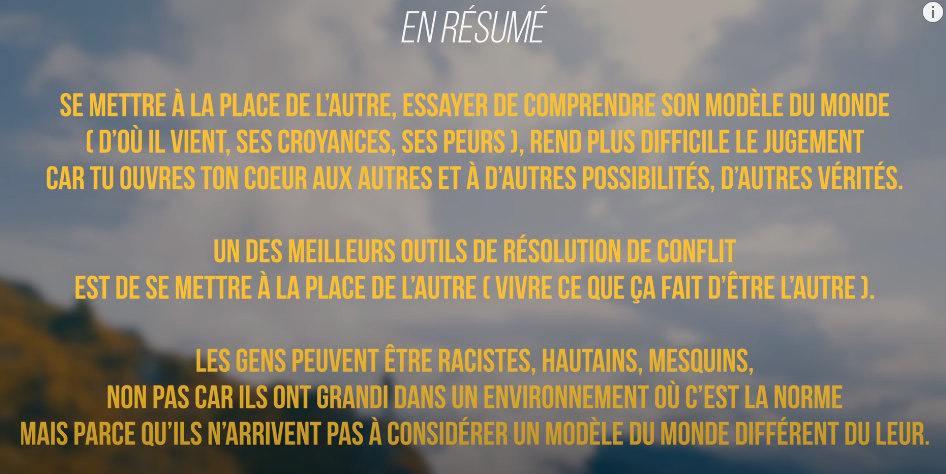 EN RÉSUMÉ
SE METTRE À LA PLACE DE L'AUTRE, ESSAYER DE COMPRENDRE SON MODÈLE DU MONDE
( D'OÙ IL VIENT, SES CROYANCES, SES PEURS ), REND PLUS DIFFICILE LE JUGEMENT
CAR TU OUVRES TON COEUR AUX AUTRES ET À D'AUTRES POSSIBILITÉS, D'AUTRES VÉRITÉS.
UN DES MEILLEURS OUTILS DE RÉSOLUTION DE CONFLIT
EST DE SE METTRE À LA PLACE DE L'AUTRE ( VIVRE CE QUE ÇA FAIT D'ÊTRE L'AUTRE ).
LES GENS PEUVENT ÊTRE RACISTES, HAUTAINS, MESQUINS,
NON PAS CAR ILS ONT GRANDI DANS UN ENVIRONNEMENT OÙ C'EST LA NORME
MAIS PARCE QU'ILS N'ARRIVENT PAS À CONSIDÉRER UN MODÈLE DU MONDE DIFFÉRENT DU LEUR.